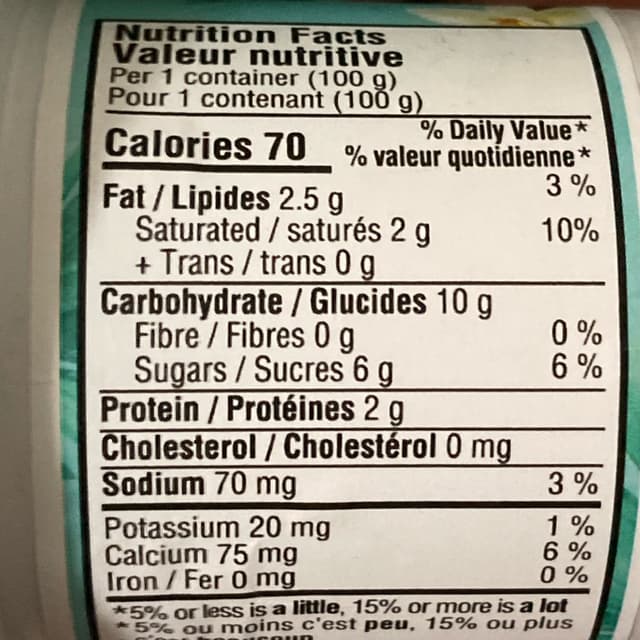 Nutrition Facts
Valeur nutritive
Per 1 container (100 g)
Pour 1 contenant (100 g)
Calories 70
% Daily Value*
% valeur quotidienne*
Fat / Lipides 2.5 g 3 %
Saturated / saturés 2 g 10%
+ Trans / trans 0 g
Carbohydrate / Glucides 10 g
Fibre / Fibres 0 g 0 %
Sugars / Sucres 6 g 6 %
Protein / Protéines 2 g
Cholesterol / Cholestérol 0 mg
Sodium 70 mg 3 %
Potassium 20 mg 1 %
Calcium 75 mg 6 %
Iron / Fer 0 mg 0 %
*5% or less is a little, 15% or more is a lot
*5% ou moins c'est peu, 15% ou plus
c'est beaucoup